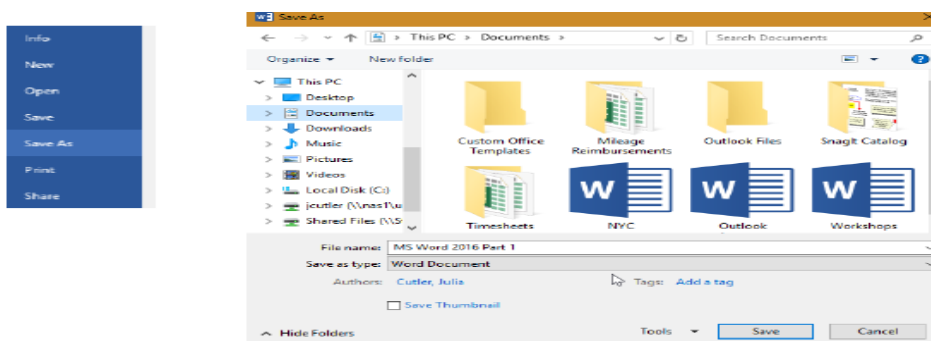 Info
New
Open
Save
Save As
Print
Share
Save As
This PC > Documents >
Search Documents
Organize
New folder
This PC
Desktop
Documents
Downloads
Music
Pictures
Videos
Local Disk (C:)
jcutler (\\nas1\u
Shared Files (\\S
Custom Office Templates
Mileage Reimbursements
Outlook Files
SnagIt Catalog
Timesheets
NYC
Outlook
Workshops
File name: MS Word 2016 Part 1
Save as type: Word Document
Authors: Cutler, Julia
Tags: Add a tag
Save Thumbnail
Hide Folders
Tools
Save
Cancel